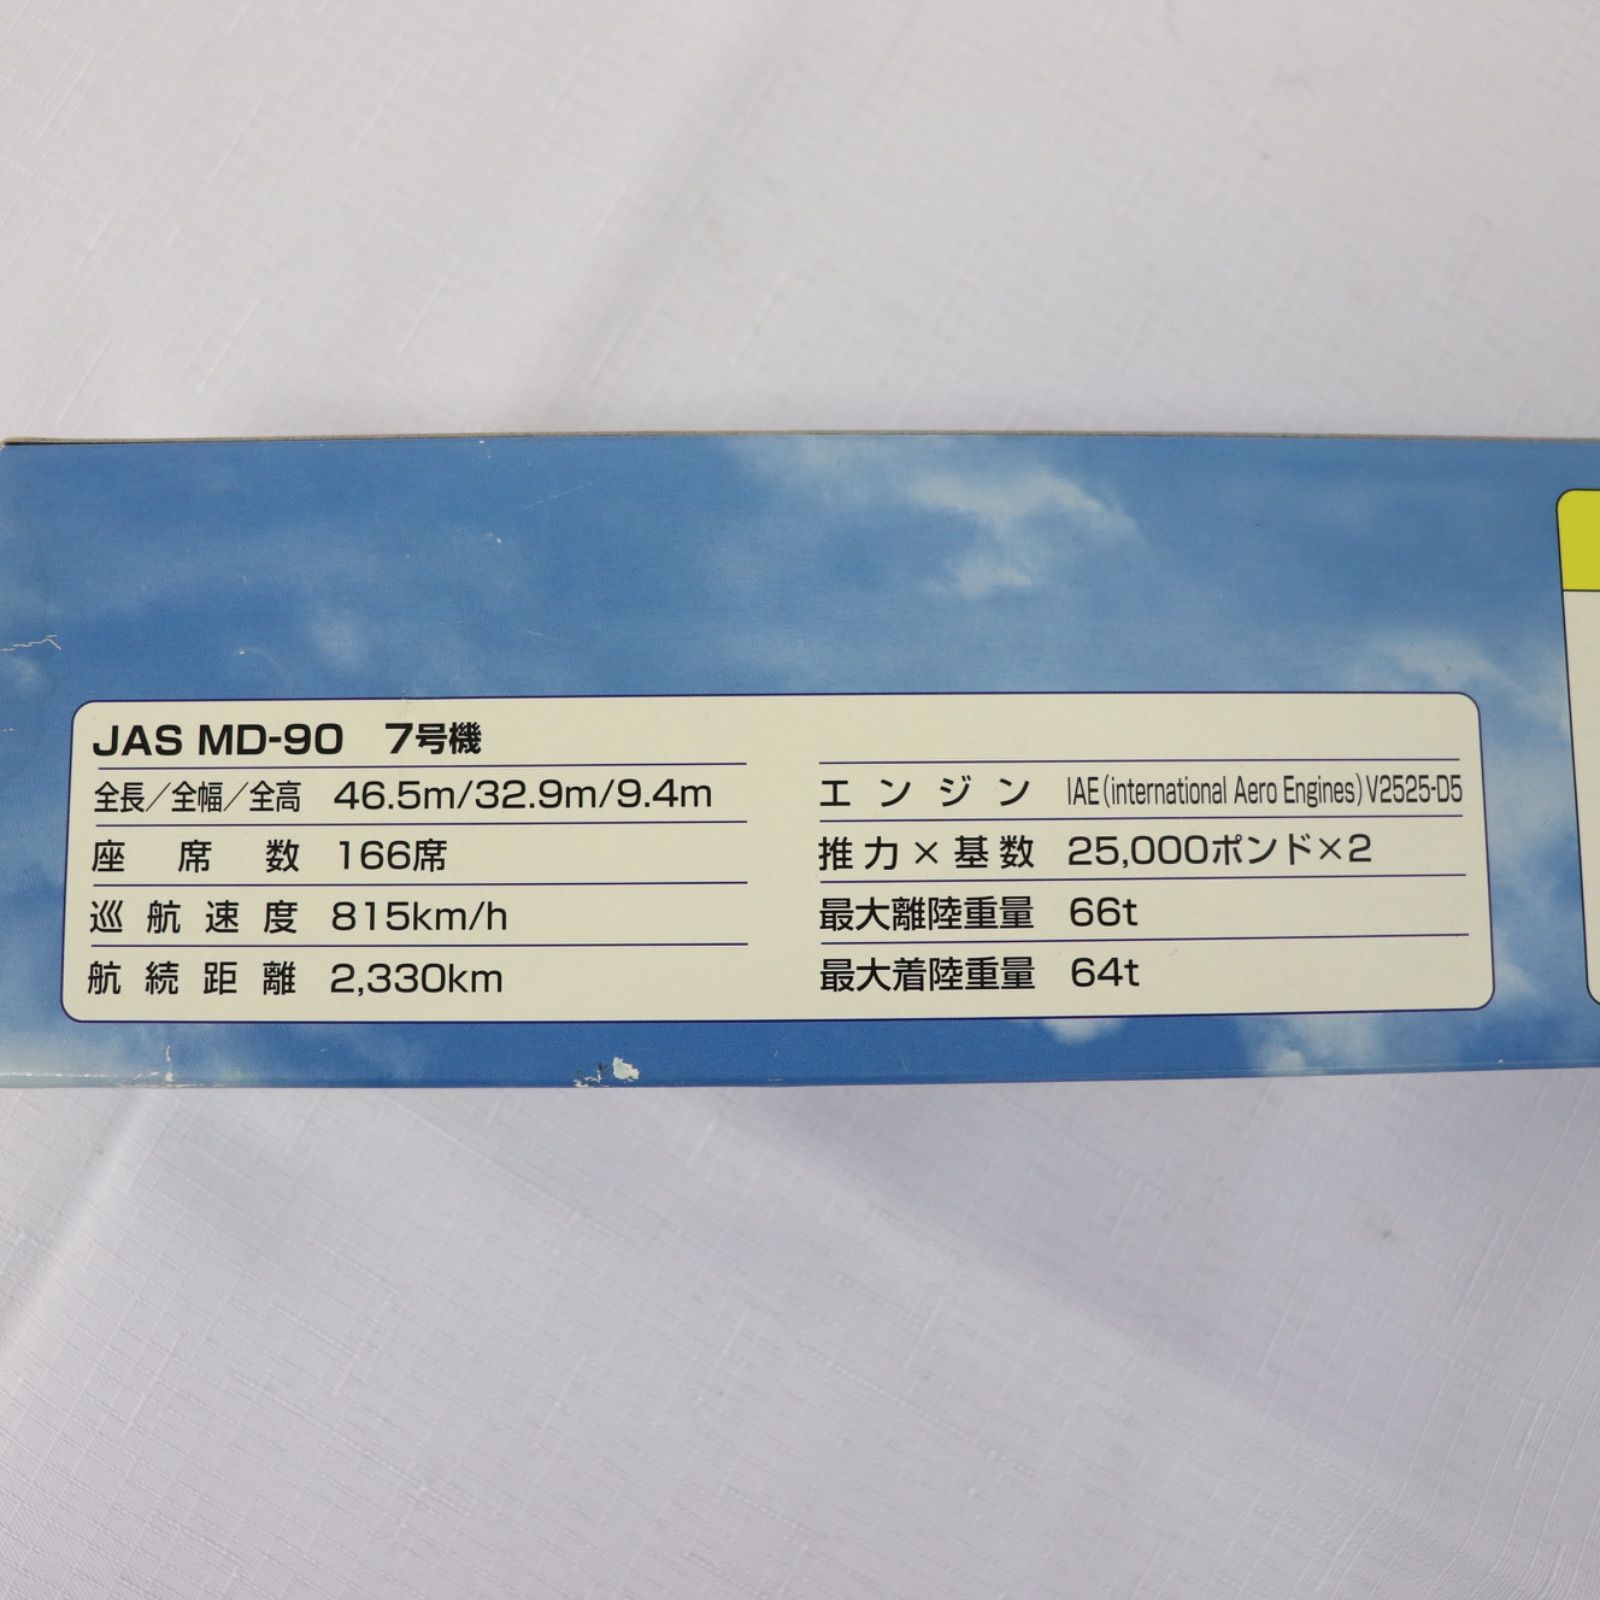 JAS MD-90 7号機
全長／全幅／全高 46.5m/32.9m/9.4m
座席数 166席
巡航速度 815km/h
航続距離 2,330km
エンジン IAE(international Aero Engines)V2525-D5
推力×基数 25,000ポンド×2
最大離陸重量 66t
最大着陸重量 64t